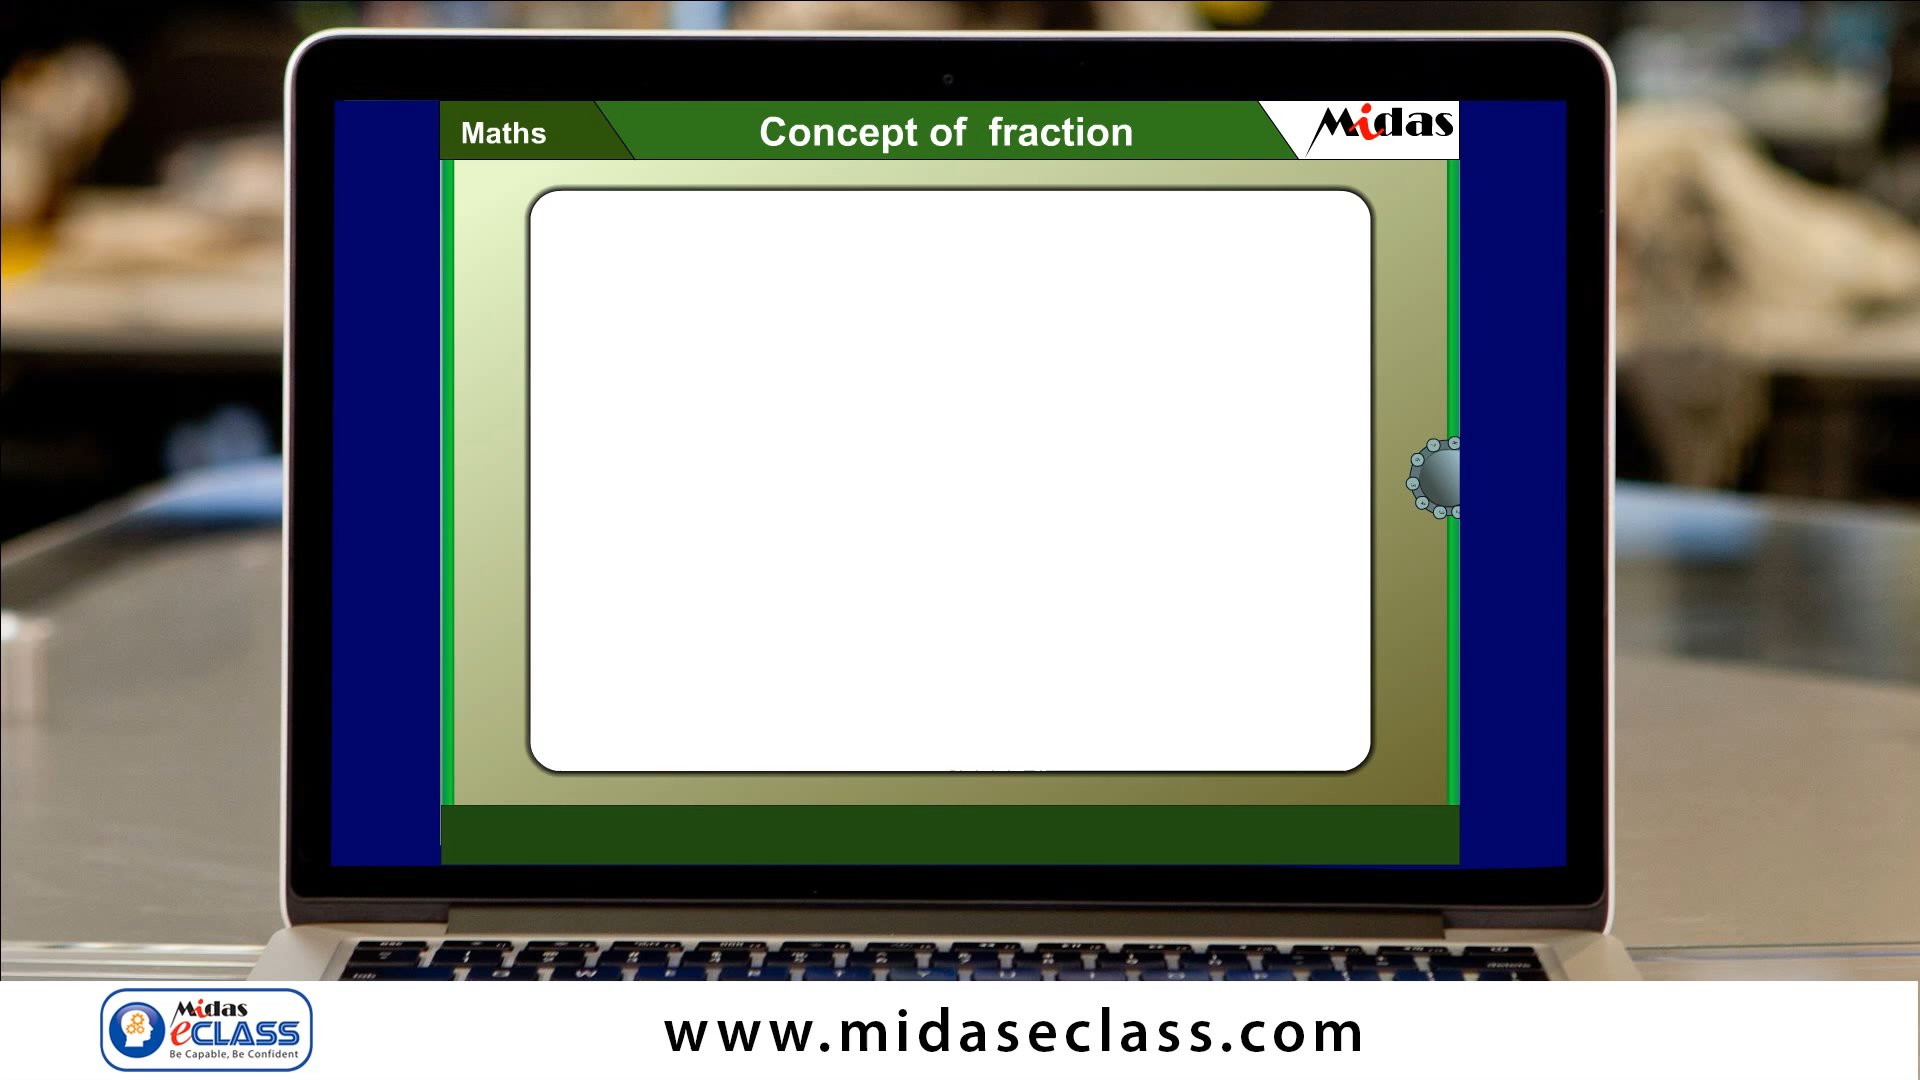 Maths
Concept of fraction
Midas
Midas
eCLASS
Be Capable, Be Confident
www.midaseclass.com